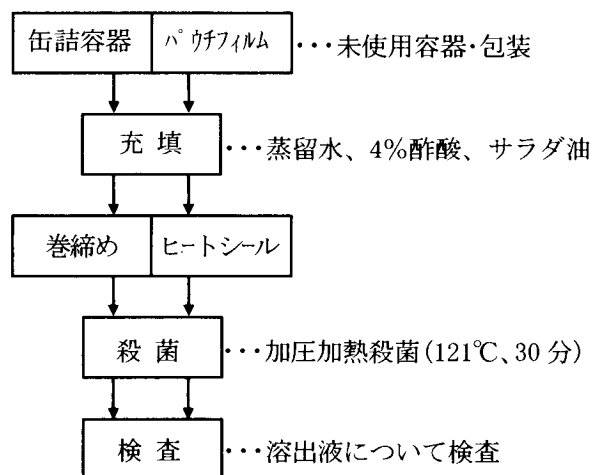 缶詰容器 パウチフィルム ・・・未使用容器・包装
充填 ・・・蒸留水、4%酢酸、サラダ油
巻締め ヒートシール
殺菌 ・・・加圧加熱殺菌(121℃、30分)
検査 ・・・溶出液について検査